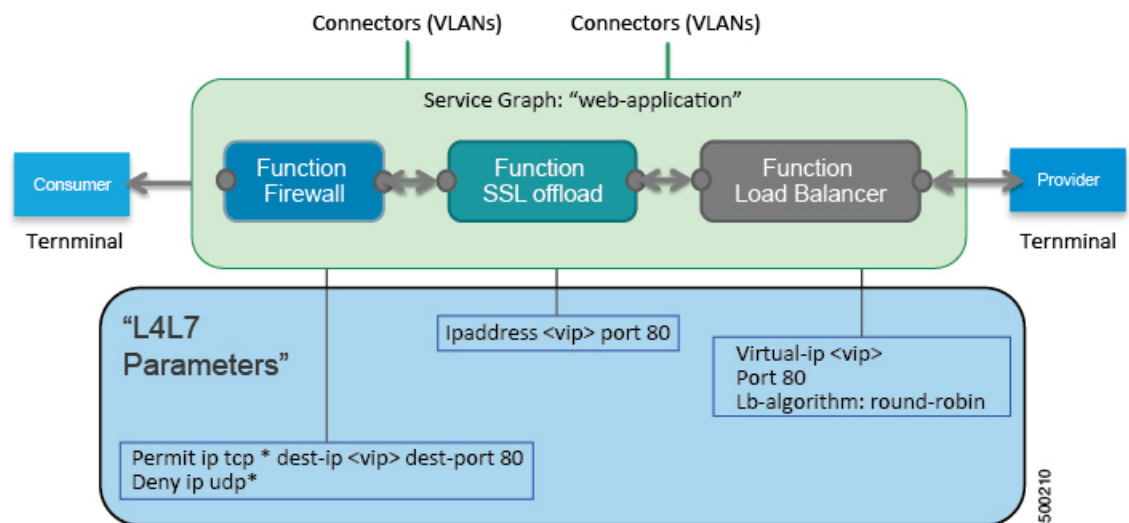 Connectors (VLANs)
Connectors (VLANs)
Service Graph: “web-application”
Consumer
Function
Firewall
Function
SSL offload
Function
Load Balancer
Provider
Ternminal
Ternminal
“L4L7
Parameters”
Ipaddress <vip> port 80
Virtual-ip <vip>
Port 80
Lb-algorithm: round-robin
Permit ip tcp * dest-ip <vip> dest-port 80
Deny ip udp*
500210